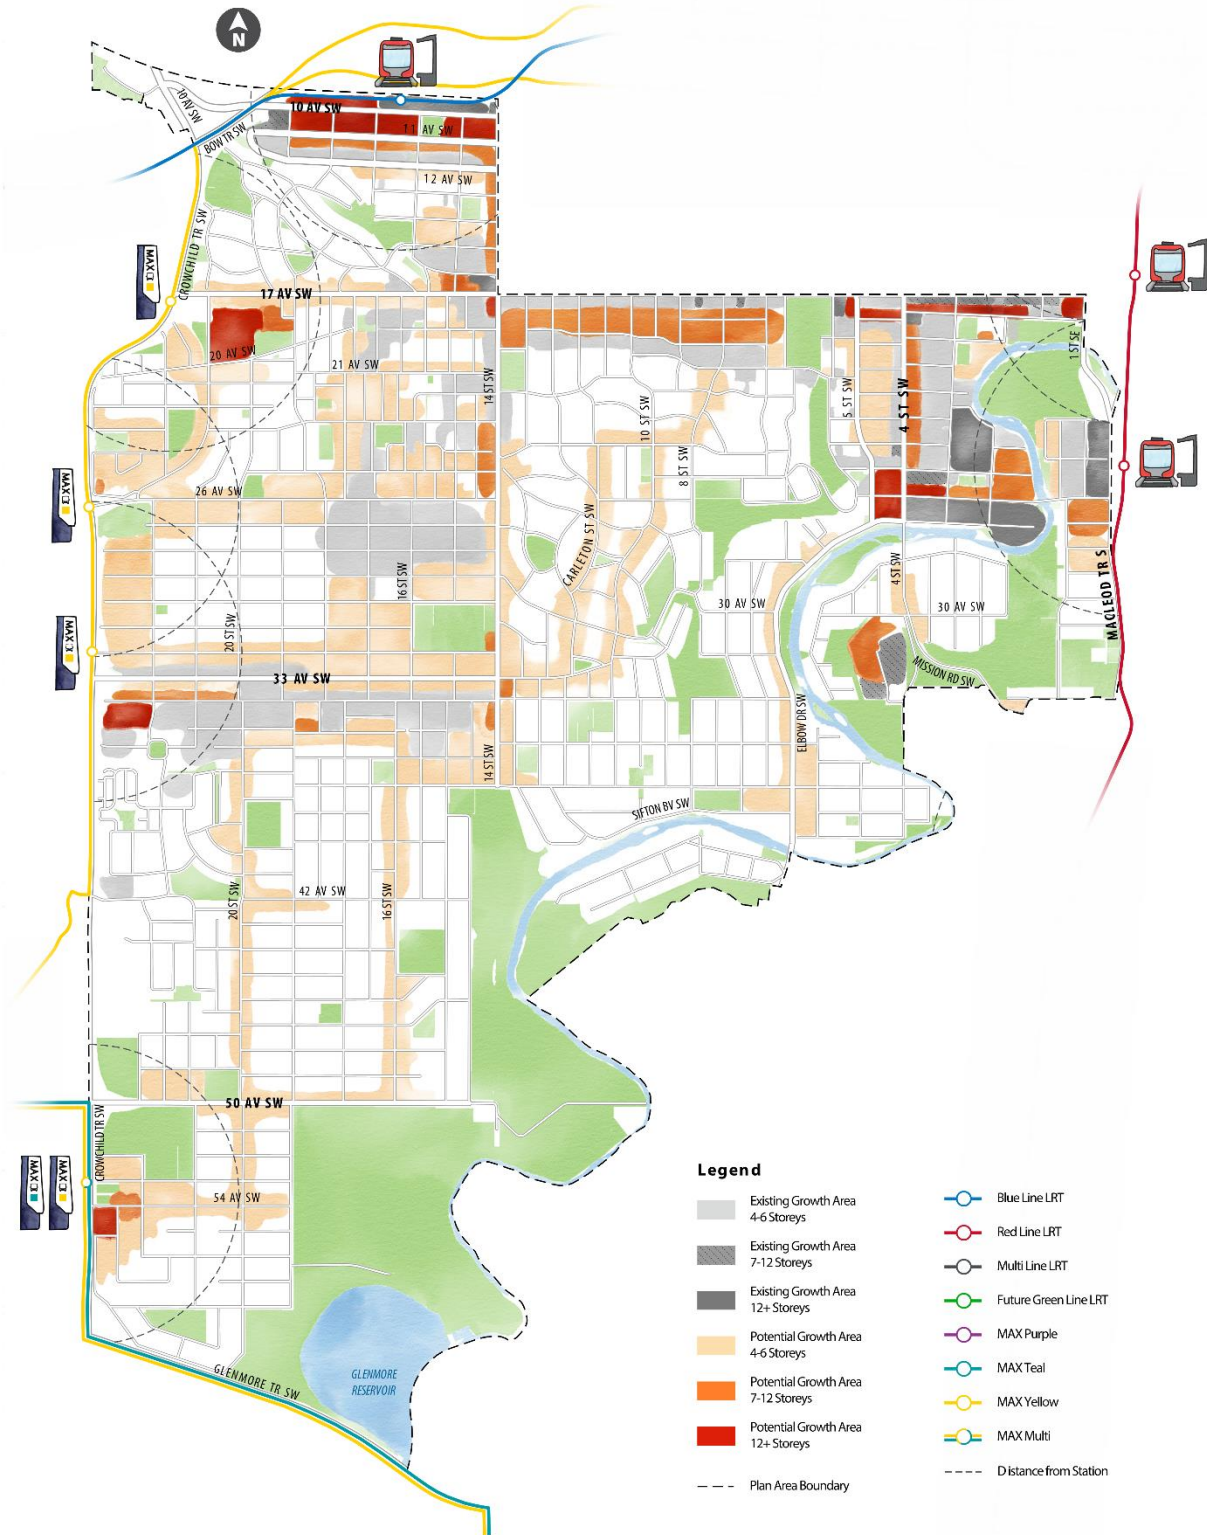 N
10 AV SW
BOW TR SW
10 AV SW
11 AV SW
12 AV SW
CROWCHILD TR SW
MAX
17 AV SW
20 AV SW
21 AV SW
14 ST SW
10 ST SW
8 ST SW
5 ST SW
4 ST SW
1 ST SE
MAX
26 AV SW
CARLETON ST SW
16 ST SW
4 ST SW
30 AV SW
30 AV SW
MACLEOD TR S
MAX
20 ST SW
33 AV SW
MISSION RD SW
ELBOW DR SW
14 ST SW
SIFTON BV SW
42 AV SW
20 ST SW
16 ST SW
50 AV SW
CROWCHILD TR SW
MAX
MAX
54 AV SW
GLENMORE TR SW
GLENMORE
RESERVOIR
Legend
Existing Growth Area
4-6 Storeys
Existing Growth Area
7-12 Storeys
Existing Growth Area
12+ Storeys
Potential Growth Area
4-6 Storeys
Potential Growth Area
7-12 Storeys
Potential Growth Area
12+ Storeys
Plan Area Boundary
Blue Line LRT
Red Line LRT
Multi Line LRT
Future Green Line LRT
MAX Purple
MAX Teal
MAX Yellow
MAX Multi
Distance from Station